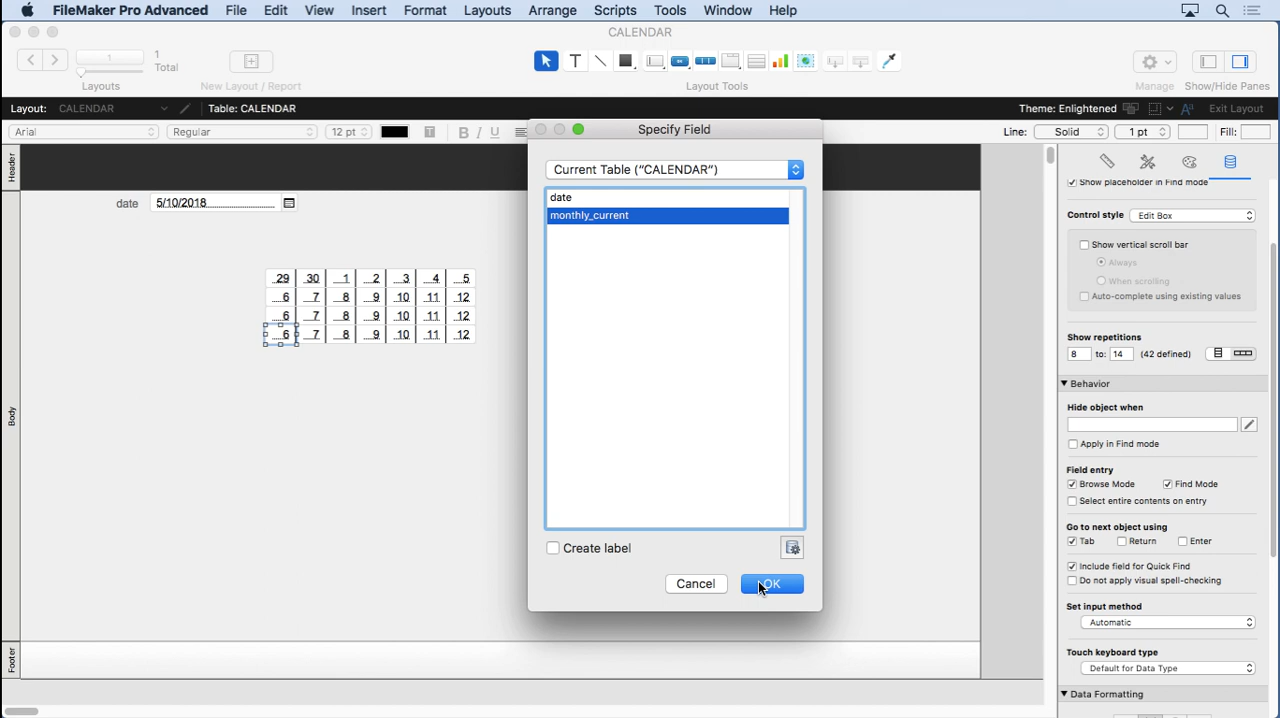 FileMaker Pro Advanced File Edit View Insert Format Layouts Arrange Scripts Tools Window Help
CALENDAR
1
1
Total
Layouts
New Layout / Report
Layout Tools
Manage
Show/Hide Panes
Layout: CALENDAR
Table: CALENDAR
Theme: Enlightened
Exit Layout
Arial
Regular
12 pt
Line: Solid 1 pt Fill:
Header
date 5/10/2018
29 30 1 2 3 4 5
6 7 8 9 10 11 12
6 7 8 9 10 11 12
6 7 8 9 10 11 12
Body
Footer
Specify Field
Current Table (“CALENDAR”)
date
monthly_current
Create label
Cancel
OK
Show placeholder in Find mode
Control style Edit Box
Show vertical scroll bar
Always
When scrolling
Auto-complete using existing values
Show repetitions
8 to: 14 (42 defined)
Behavior
Hide object when
Apply in Find mode
Field entry
Browse Mode Find Mode
Select entire contents on entry
Go to next object using
Tab Return Enter
Include field for Quick Find
Do not apply visual spell-checking
Set input method
Automatic
Touch keyboard type
Default for Data Type
Data Formatting